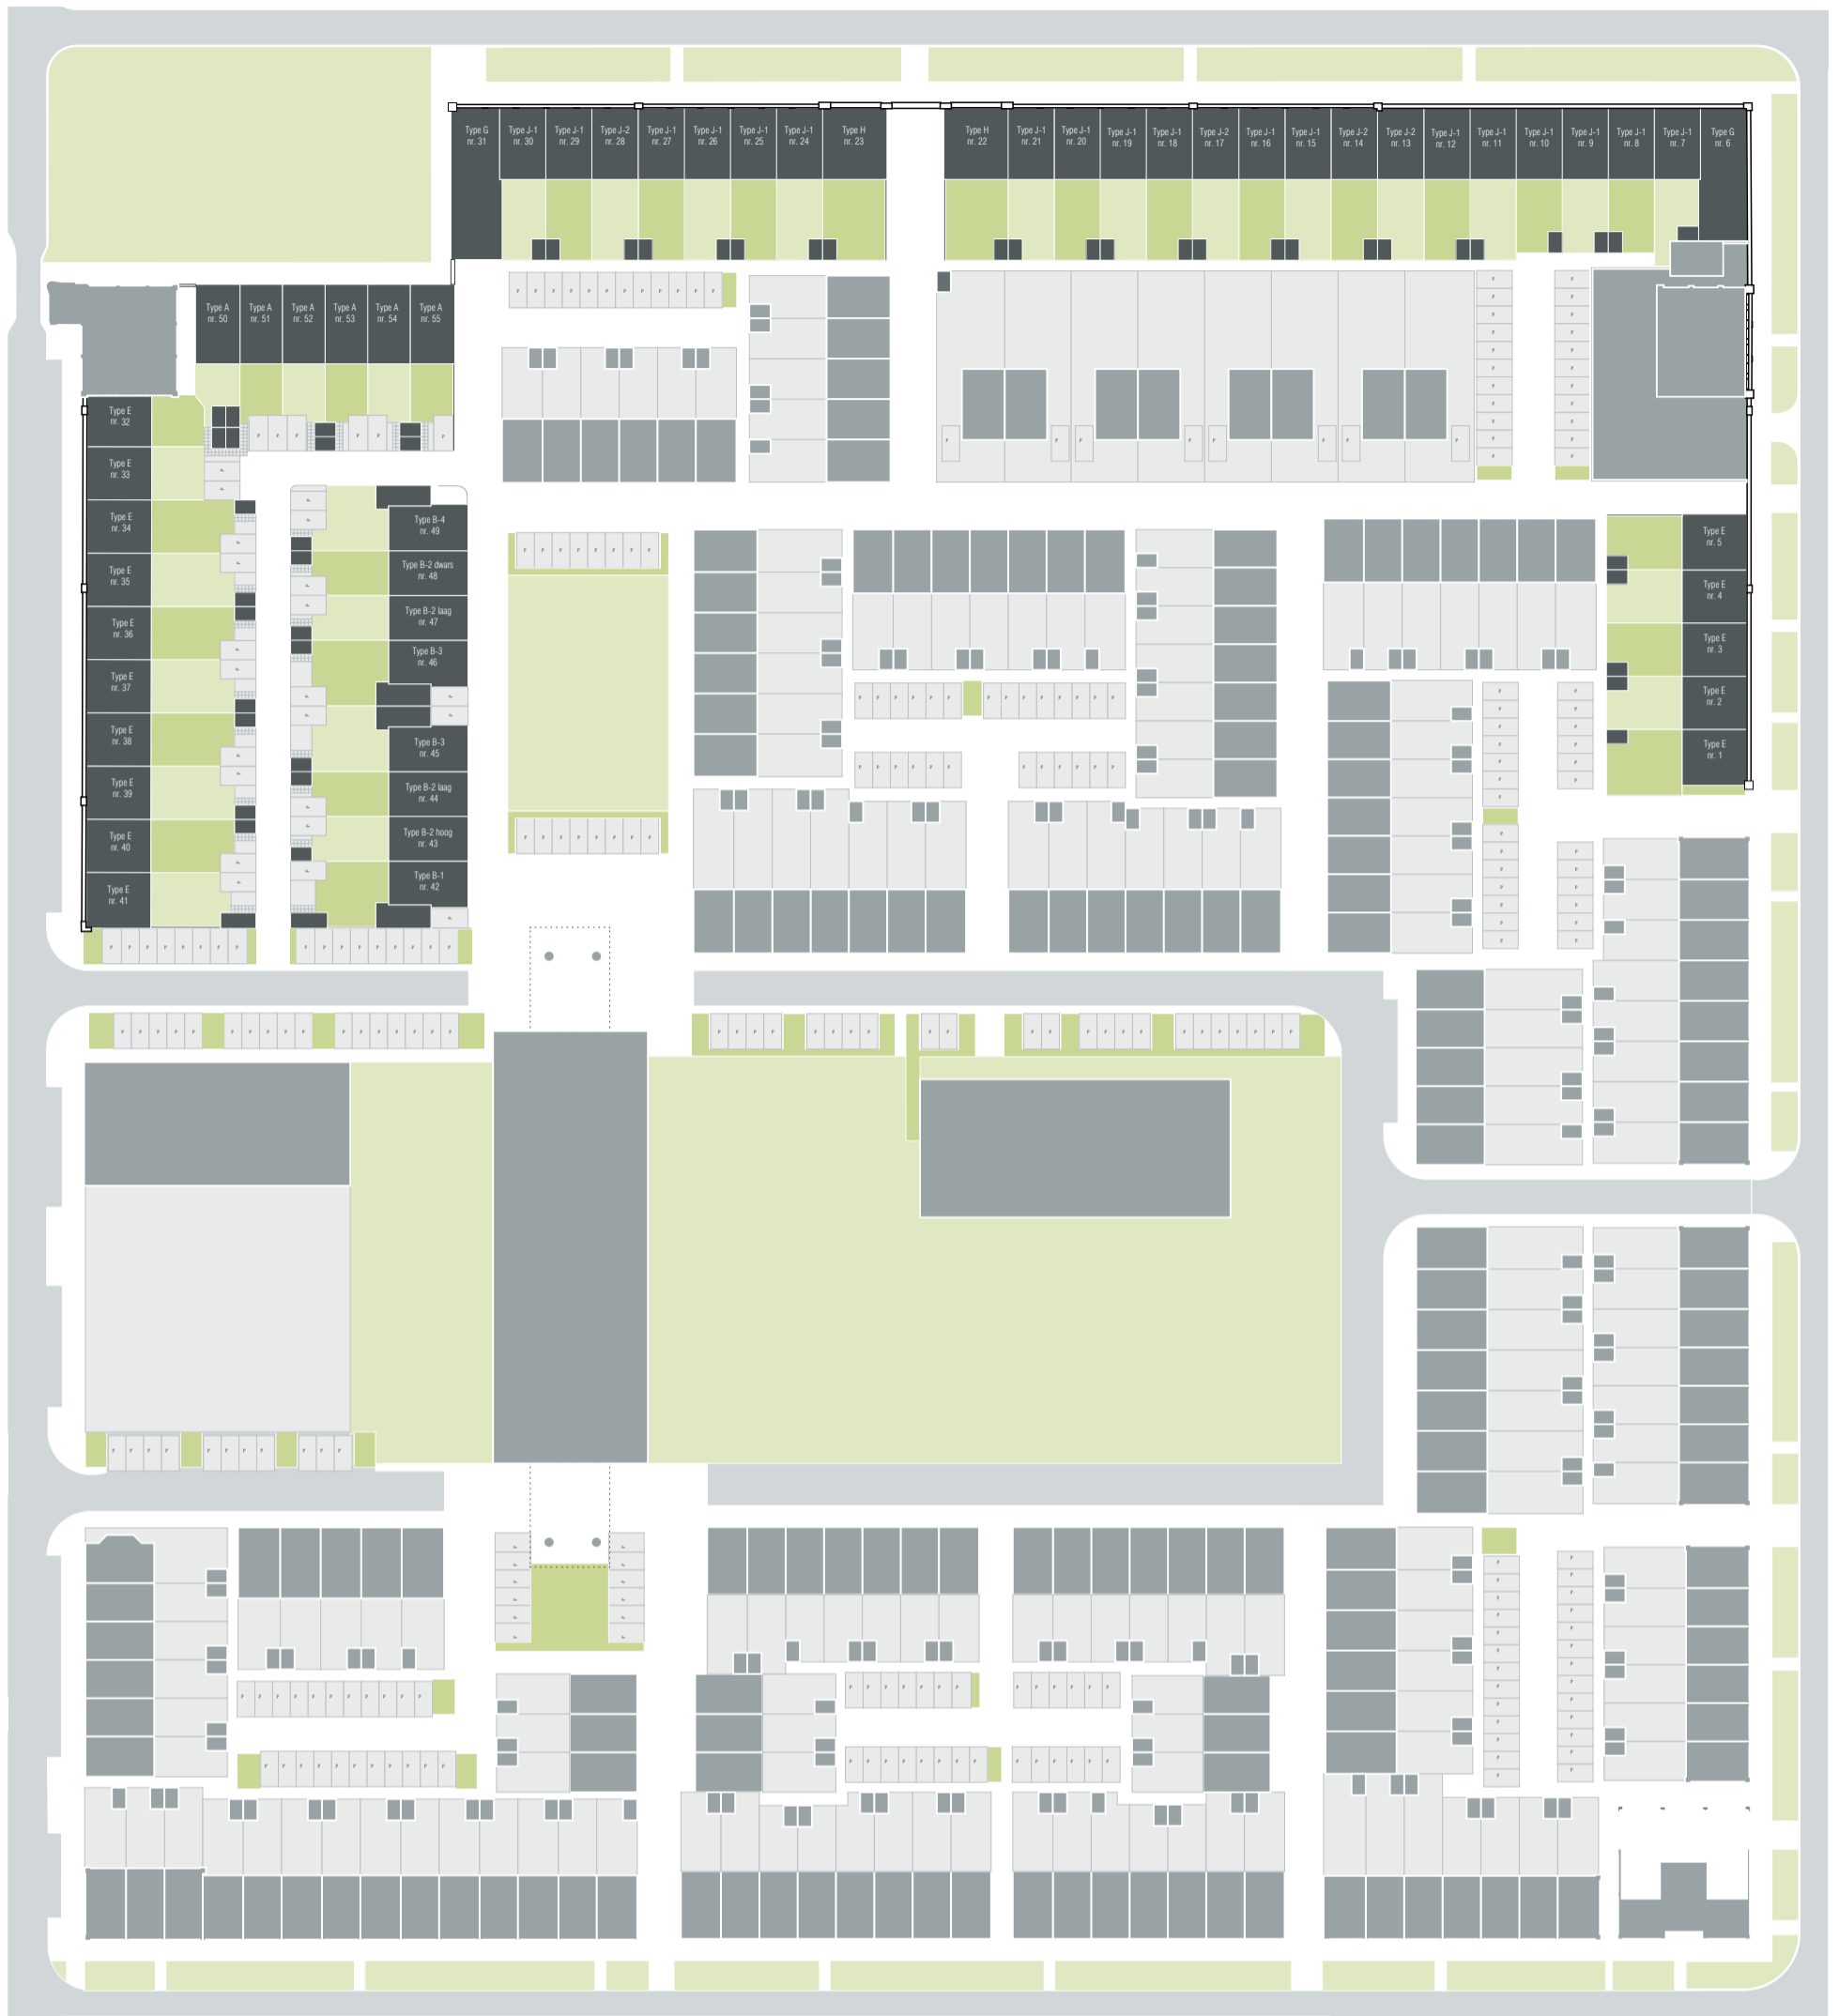 Type G
nr. 31
Type J-1
nr. 30
Type J-1
nr. 29
Type J-2
nr. 28
Type J-1
nr. 27
Type J-1
nr. 26
Type J-1
nr. 25
Type J-1
nr. 24
Type H
nr. 23
Type H
nr. 22
Type J-1
nr. 21
Type J-1
nr. 20
Type J-1
nr. 19
Type J-1
nr. 18
Type J-2
nr. 17
Type J-1
nr. 16
Type J-1
nr. 15
Type J-2
nr. 14
Type J-2
nr. 13
Type J-1
nr. 12
Type J-1
nr. 11
Type J-1
nr. 10
Type J-1
nr. 9
Type J-1
nr. 8
Type J-1
nr. 7
Type G
nr. 6
Type A
nr. 50
Type A
nr. 51
Type A
nr. 52
Type A
nr. 53
Type A
nr. 54
Type A
nr. 55
Type E
nr. 32
Type E
nr. 33
Type E
nr. 34
Type E
nr. 35
Type E
nr. 36
Type E
nr. 37
Type E
nr. 38
Type E
nr. 39
Type E
nr. 40
Type E
nr. 41
Type B-4
nr. 49
Type B-2 dwars
nr. 48
Type B-2 laag
nr. 47
Type B-3
nr. 46
Type B-3
nr. 45
Type B-2 laag
nr. 44
Type B-2 hoog
nr. 43
Type B-1
nr. 42
Type E
nr. 5
Type E
nr. 4
Type E
nr. 3
Type E
nr. 2
Type E
nr. 1